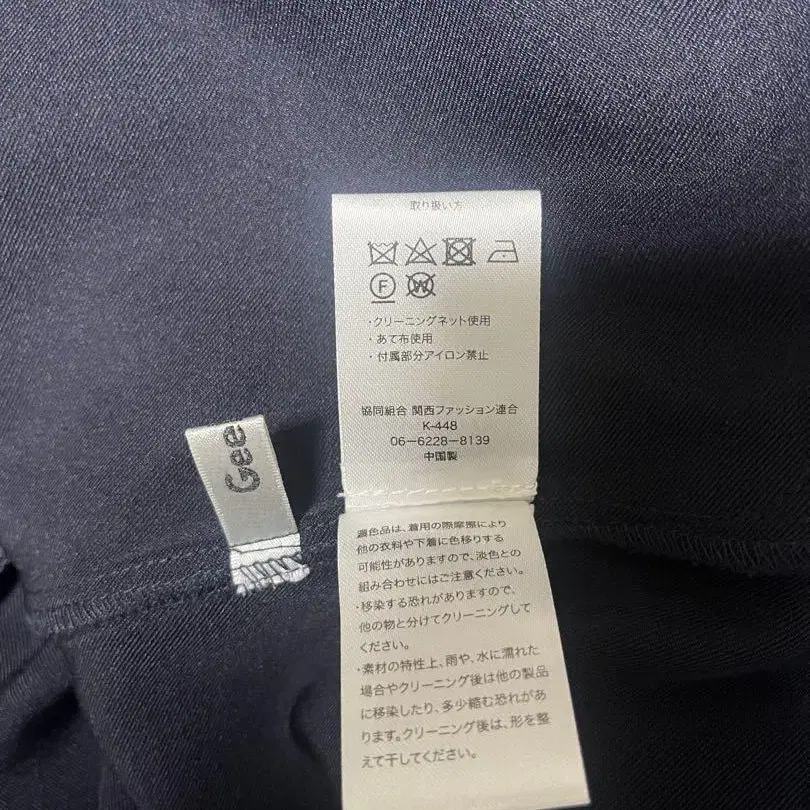 取り扱い方
F
W
・クリーニングネット使用
・あて布使用
・付属部分アイロン禁止
協同組合 関西ファッション連合
K-448
06-6228-8139
中国製
Gee
濃色品は、着用の際摩擦により
他の衣料や下着に色移りする
可能性がありますので、淡色との
組み合わせにはご注意ください。
・移染する恐れがありますので、
他の物と分けてクリーニングして
ください。
・素材の特性上、雨や、水に濡れた
場合やクリーニング後は他の製品
に移染したり、多少縮む恐れがあ
ります。クリーニング後は、形を整
えて干してください。